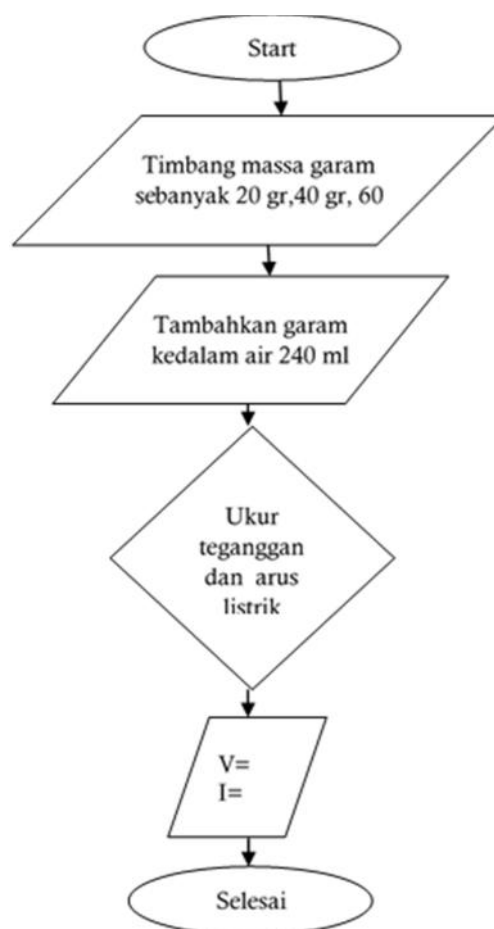 Start
Timbang massa garam
sebanyak 20 gr,40 gr, 60
Tambahkan garam
kedalam air 240 ml
Ukur
teganggan
dan arus
listrik
V=
I=
Selesai